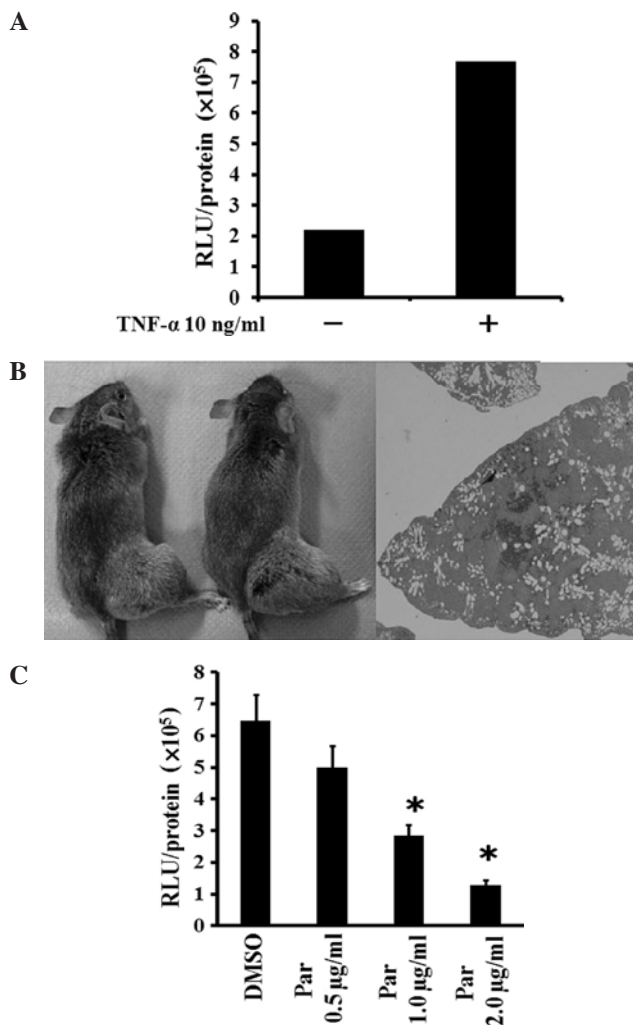 A
RLU/protein (×10⁵)
9
8
7
6
5
4
3
2
1
0
TNF-α 10 ng/ml − +
B
C
RLU/protein (×10⁵)
8
7
6
5
4
3
2
1
0
*
*
DMSO
Par
0.5 μg/ml
Par
1.0 μg/ml
Par
2.0 μg/ml